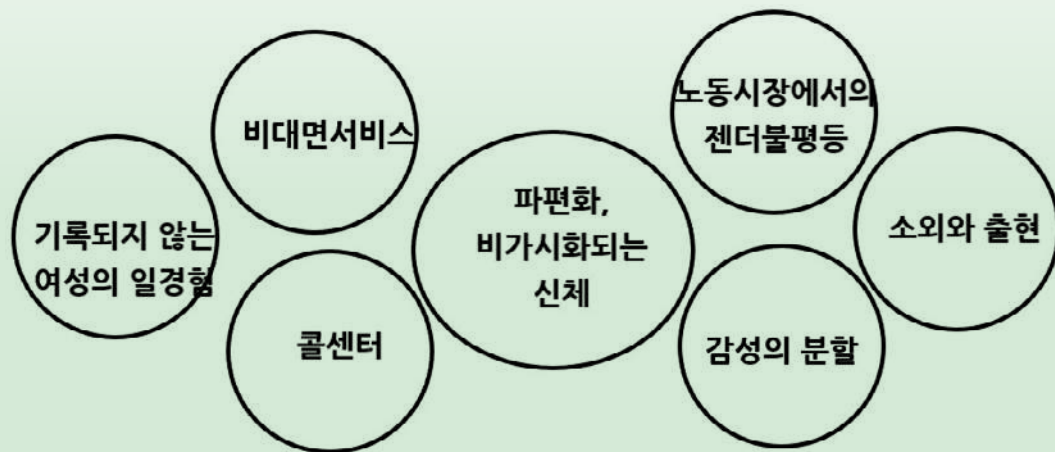 기록되지 않는
여성의 일경험
비대면서비스
콜센터
파편화,
비가시화되는
신체
노동시장에서의
젠더불평등
감성의 분할
소외와 출현